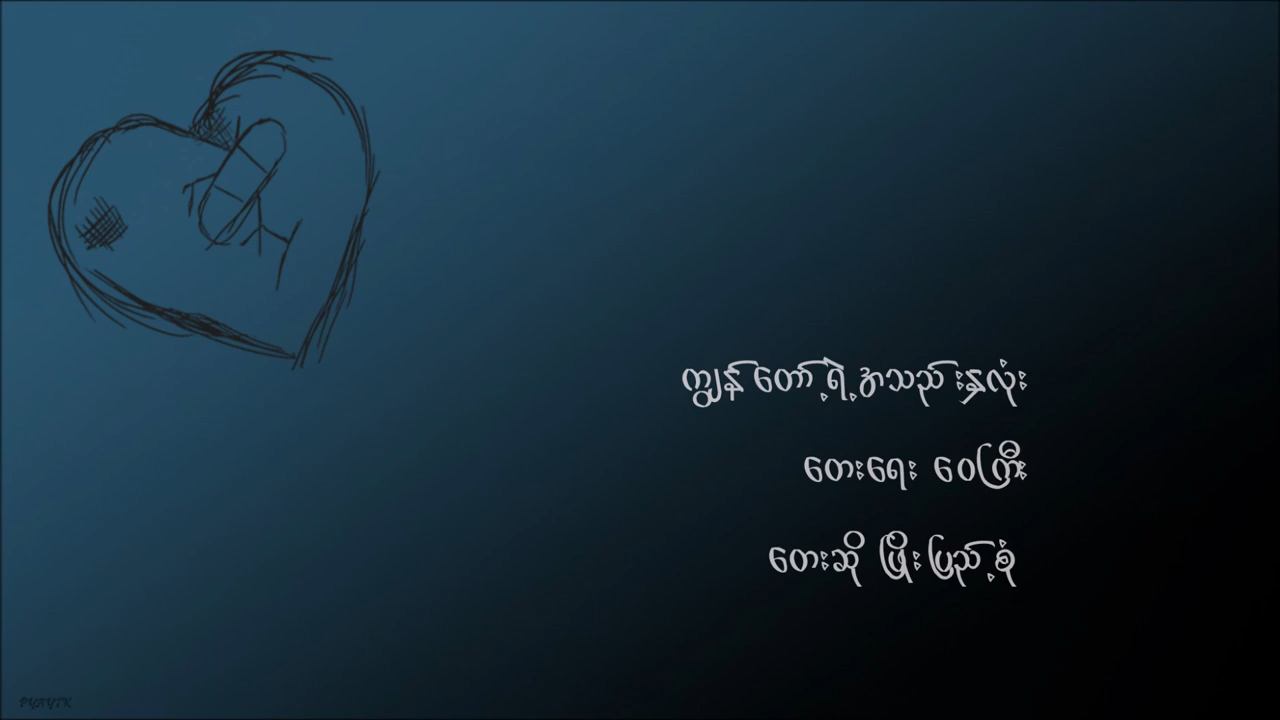 ကျွန်တော့်ရဲ့အသည်းနှလုံး
တေးရေး ဝေကြီး
တေးဆို ဖြိုးပြည့်စုံ
PYAYTK